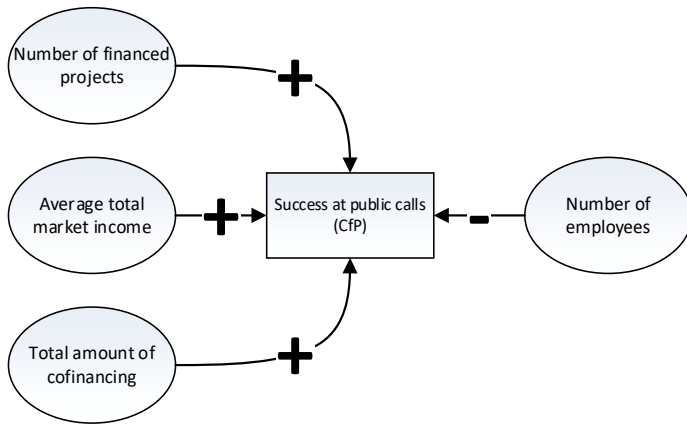 Number of financed
projects
+
Average total
market income
+
Success at public calls
(CfP)
-
Number of
employees
Total amount of
cofinancing
+